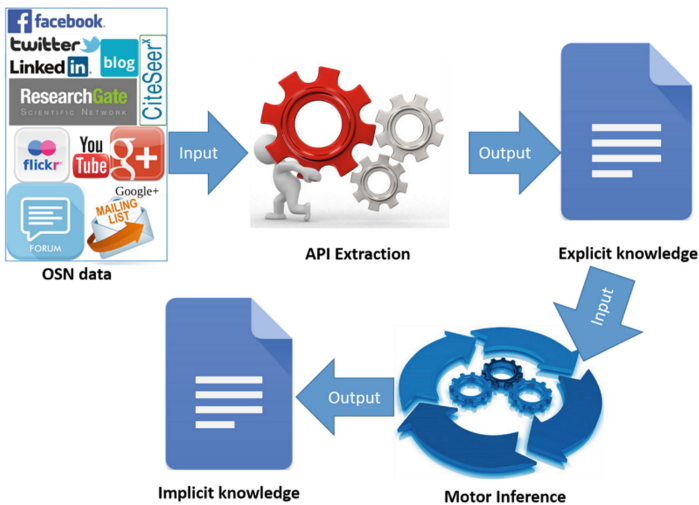 facebook.
twitter
Linked in.
blog
CiteSeerx
ResearchGate
SCIENTIFIC NETWORK
flickr
You
Tube
g+
Google+
FORUM
MAILING
LIST
OSN data
Input
API Extraction
Output
Explicit knowledge
Input
Motor Inference
Output
Implicit knowledge